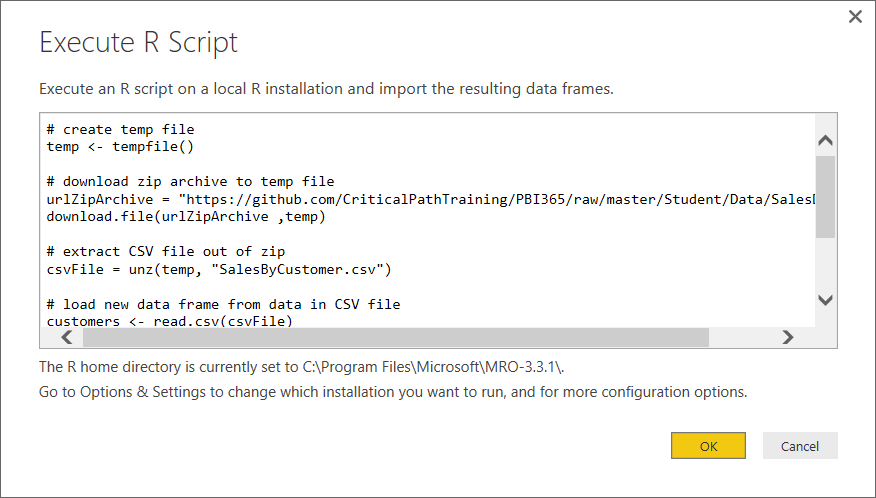 Execute R Script
Execute an R script on a local R installation and import the resulting data frames.
# create temp file
temp <- tempfile()
# download zip archive to temp file
urlZipArchive = "https://github.com/CriticalPathTraining/PBI365/raw/master/Student/Data/Sales
download.file(urlZipArchive ,temp)
# extract CSV file out of zip
csvFile = unz(temp, "SalesByCustomer.csv")
# load new data frame from data in CSV file
customers <- read.csv(csvFile)
The R home directory is currently set to C:\Program Files\Microsoft\MRO-3.3.1\.
Go to Options & Settings to change which installation you want to run, and for more configuration options.
OK
Cancel